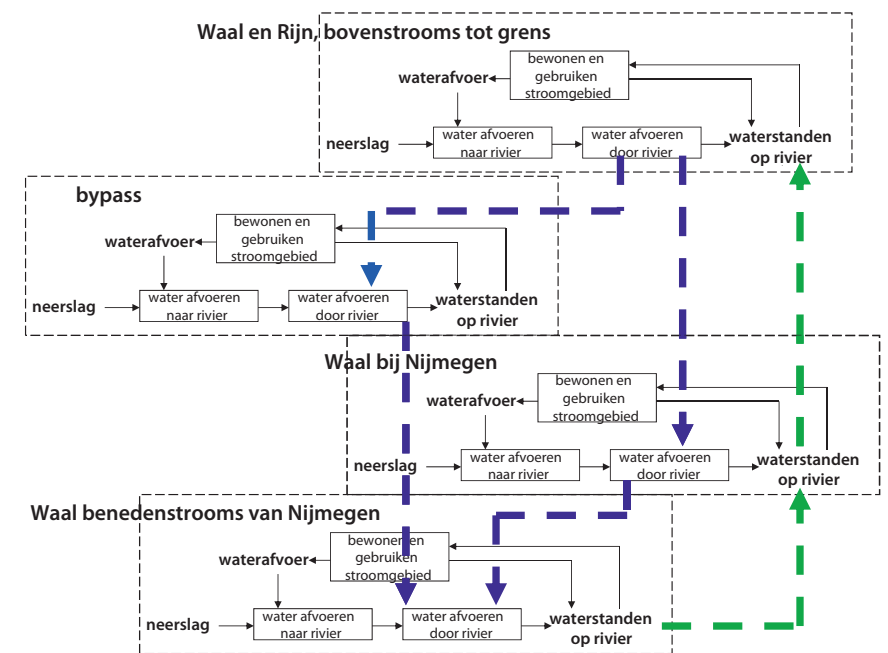 Waal en Rijn, bovenstrooms tot grens
bewonen en
gebruiken
stroomgebied
waterafvoer
neerslag
water afvoeren
naar rivier
water afvoeren
door rivier
waterstanden
op rivier
bypass
bewonen en
gebruiken
stroomgebied
waterafvoer
neerslag
water afvoeren
naar rivier
water afvoeren
door rivier
waterstanden
op rivier
Waal bij Nijmegen
bewonen en
gebruiken
stroomgebied
waterafvoer
neerslag
water afvoeren
naar rivier
water afvoeren
door rivier
waterstanden
op rivier
Waal benedenstrooms van Nijmegen
bewonen en
gebruiken
stroomgebied
waterafvoer
neerslag
water afvoeren
naar rivier
water afvoeren
door rivier
waterstanden
op rivier